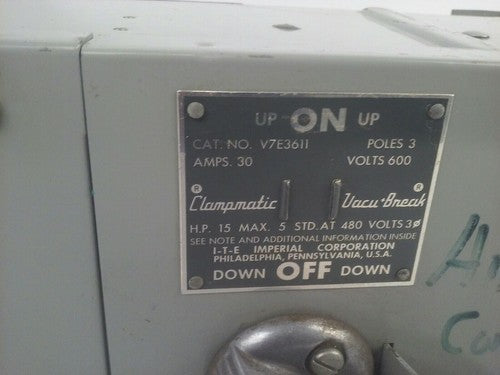 UP ON UP
CAT. NO. V7E3611 POLES 3
AMPS. 30 VOLTS 600
® ®
Clampmatic Vacu-Break
H.P. 15 MAX. 5 STD. AT 480 VOLTS 3ø
SEE NOTE AND ADDITIONAL INFORMATION INSIDE
I-T-E IMPERIAL CORPORATION
PHILADELPHIA, PENNSYLVANIA, U.S.A.
DOWN OFF DOWN